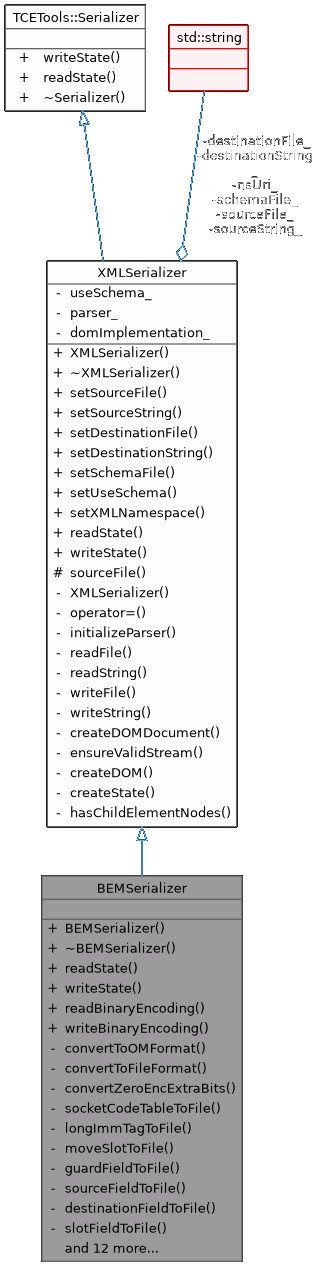 TCETools::Serializer
+ writeState()
+ readState()
+ ~Serializer()
std::string
-destinationFile_
-destinationString
_
-nsUri_
-schemaFile_
-sourceFile_
-sourceString_
XMLSerializer
- useSchema_
- parser_
- domImplementation_
+ XMLSerializer()
+ ~XMLSerializer()
+ setSourceFile()
+ setSourceString()
+ setDestinationFile()
+ setDestinationString()
+ setSchemaFile()
+ setUseSchema()
+ setXMLNamespace()
+ readState()
+ writeState()
# sourceFile()
- XMLSerializer()
- operator=()
- initializeParser()
- readFile()
- readString()
- writeFile()
- writeString()
- createDOMDocument()
- ensureValidStream()
- createDOM()
- createState()
- hasChildElementNodes()
BEMSerializer
+ BEMSerializer()
+ ~BEMSerializer()
+ readState()
+ writeState()
+ readBinaryEncoding()
+ writeBinaryEncoding()
- convertToOMFormat()
- convertToFileFormat()
- convertZeroEncExtraBits()
- socketCodeTableToFile()
- longImmTagToFile()
- moveSlotToFile()
- guardFieldToFile()
- sourceFieldToFile()
- destinationFieldToFile()
- slotFieldToFile()
and 12 more...